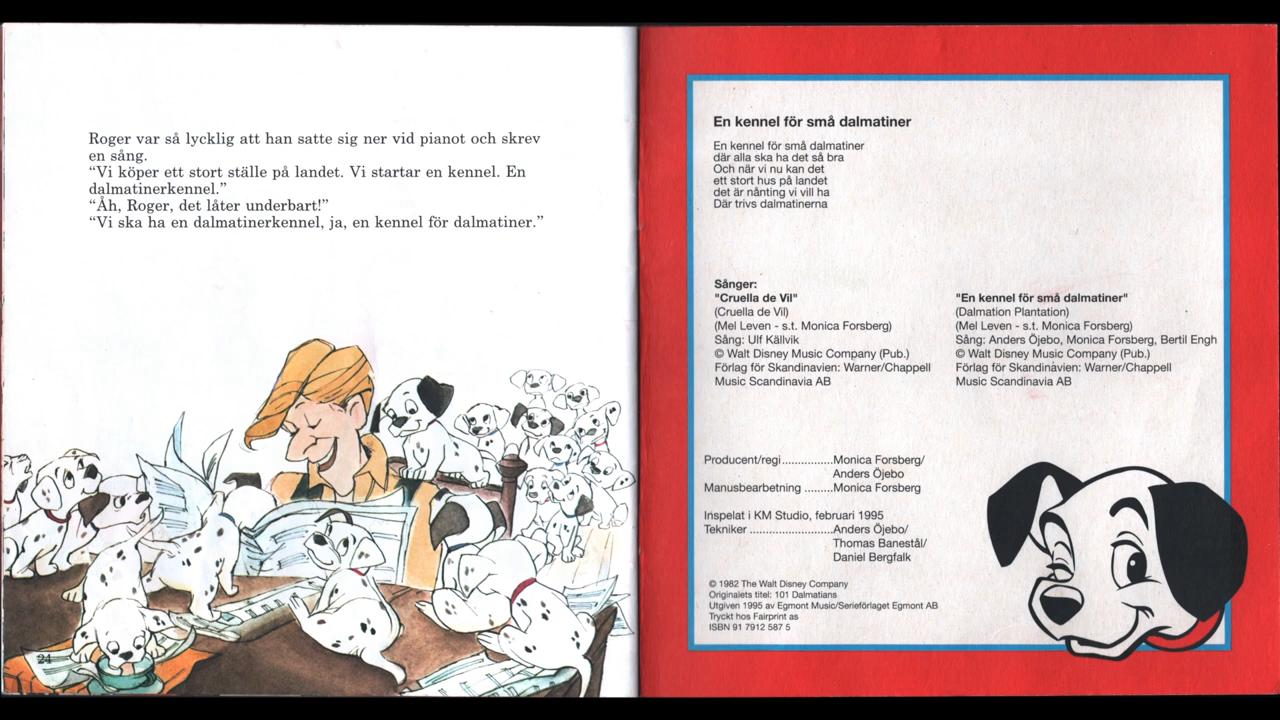 Roger var så lycklig att han satte sig ner vid pianot och skrev
en sång.
“Vi köper ett stort ställe på landet. Vi startar en kennel. En
dalmatinerkennel.”
“Åh, Roger, det låter underbart!”
“Vi ska ha en dalmatinerkennel, ja, en kennel för dalmatiner.”
24
En kennel för små dalmatiner
En kennel för små dalmatiner
där alla ska ha det så bra
Och när vi nu kan det
ett stort hus på landet
det är nånting vi vill ha
Där trivs dalmatinerna
Sånger:
"Cruella de Vil"
(Cruella de Vil)
(Mel Leven - s.t. Monica Forsberg)
Sång: Ulf Källvik
© Walt Disney Music Company (Pub.)
Förlag för Skandinavien: Warner/Chappell
Music Scandinavia AB
"En kennel för små dalmatiner"
(Dalmation Plantation)
(Mel Leven - s.t. Monica Forsberg)
Sång: Anders Öjebo, Monica Forsberg, Bertil Engh
© Walt Disney Music Company (Pub.)
Förlag för Skandinavien: Warner/Chappell
Music Scandinavia AB
Producent/regi...............Monica Forsberg/
Anders Öjebo
Manusbearbetning .........Monica Forsberg
Inspelat i KM Studio, februari 1995
Tekniker .........................Anders Öjebo/
Thomas Banestål/
Daniel Bergfalk
© 1982 The Walt Disney Company
Originalets titel: 101 Dalmatians
Utgiven 1995 av Egmont Music/Serieförlaget Egmont AB
Tryckt hos Fairprint as
ISBN 91 7912 587 5